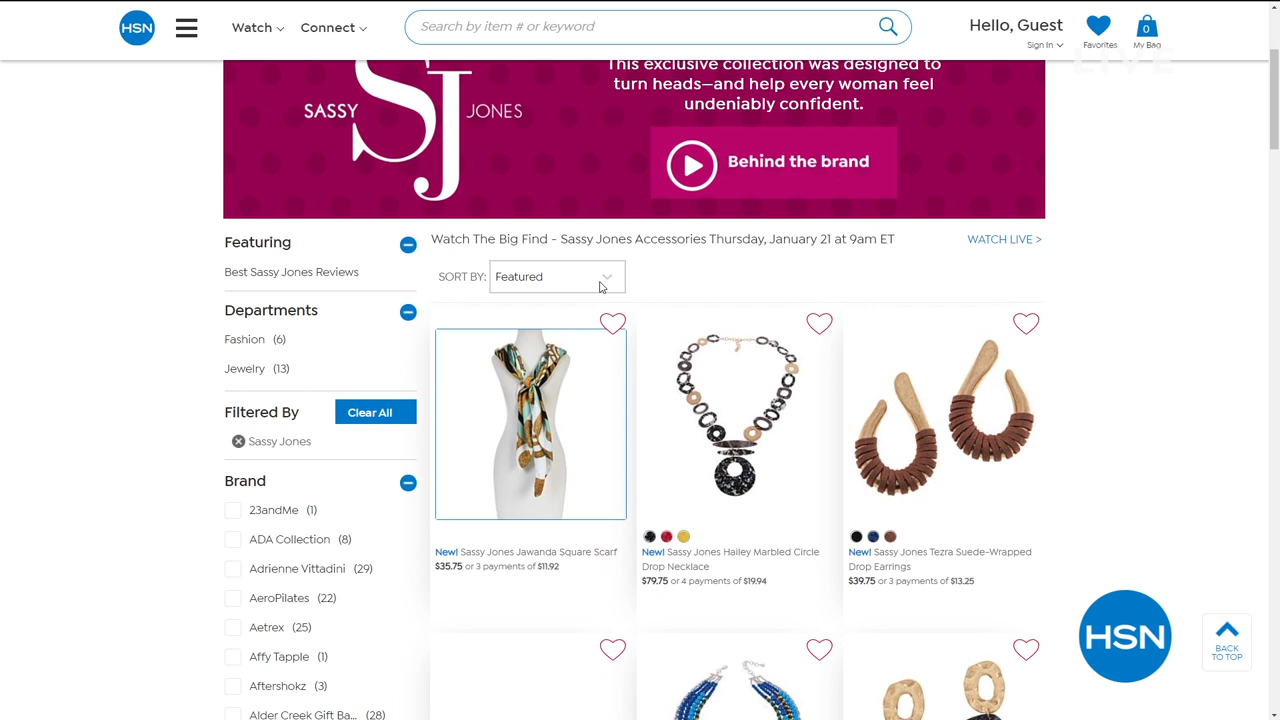 HSN
Watch
Connect
Search by item # or keyword
Hello, Guest
Sign In
Favorites
0
My Bag
LIVE
This exclusive collection was designed to
turn heads—and help every woman feel
undeniably confident.
SASSY SJ JONES
Behind the brand
Featuring
Best Sassy Jones Reviews
Departments
Fashion (6)
Jewelry (13)
Filtered By
Clear All
Sassy Jones
Brand
23andMe (1)
ADA Collection (8)
Adrienne Vittadini (29)
AeroPilates (22)
Aetrex (25)
Affy Tapple (1)
Aftershokz (3)
Alder Creek Gift Ba... (28)
Watch The Big Find - Sassy Jones Accessories Thursday, January 21 at 9am ET
WATCH LIVE >
SORT BY: Featured
New! Sassy Jones Jawanda Square Scarf
$35.75 or 3 payments of $11.92
New! Sassy Jones Hailey Marbled Circle
Drop Necklace
$79.75 or 4 payments of $19.94
New! Sassy Jones Tezra Suede-Wrapped
Drop Earrings
$39.75 or 3 payments of $13.25
HSN
BACK
TO TOP